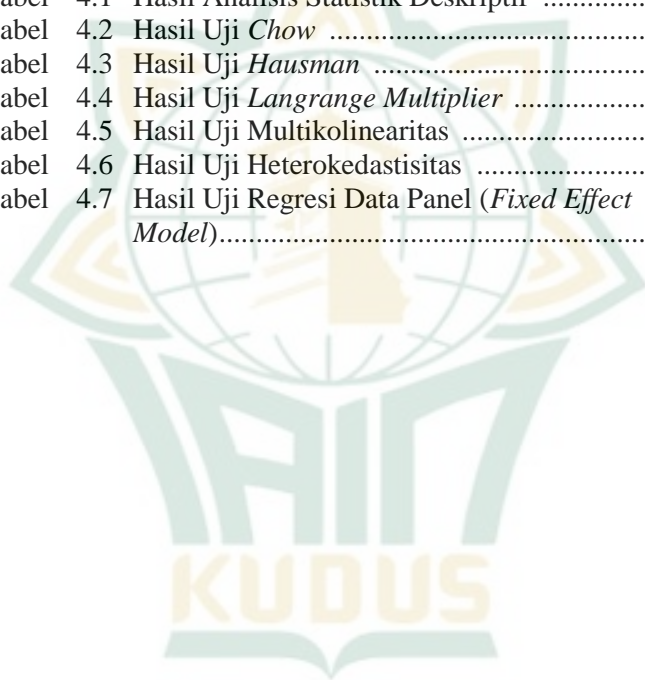 abel 4.1 Hasil Analisis Statistik Deskriptif ..................
abel 4.2 Hasil Uji Chow ..........................................
abel 4.3 Hasil Uji Hausman ....................................
abel 4.4 Hasil Uji Langrange Multiplier ..................
abel 4.5 Hasil Uji Multikolinearitas .........................
abel 4.6 Hasil Uji Heterokedastisitas .......................
abel 4.7 Hasil Uji Regresi Data Panel (Fixed Effect
Model).........................................................
IAIN
KUDUS